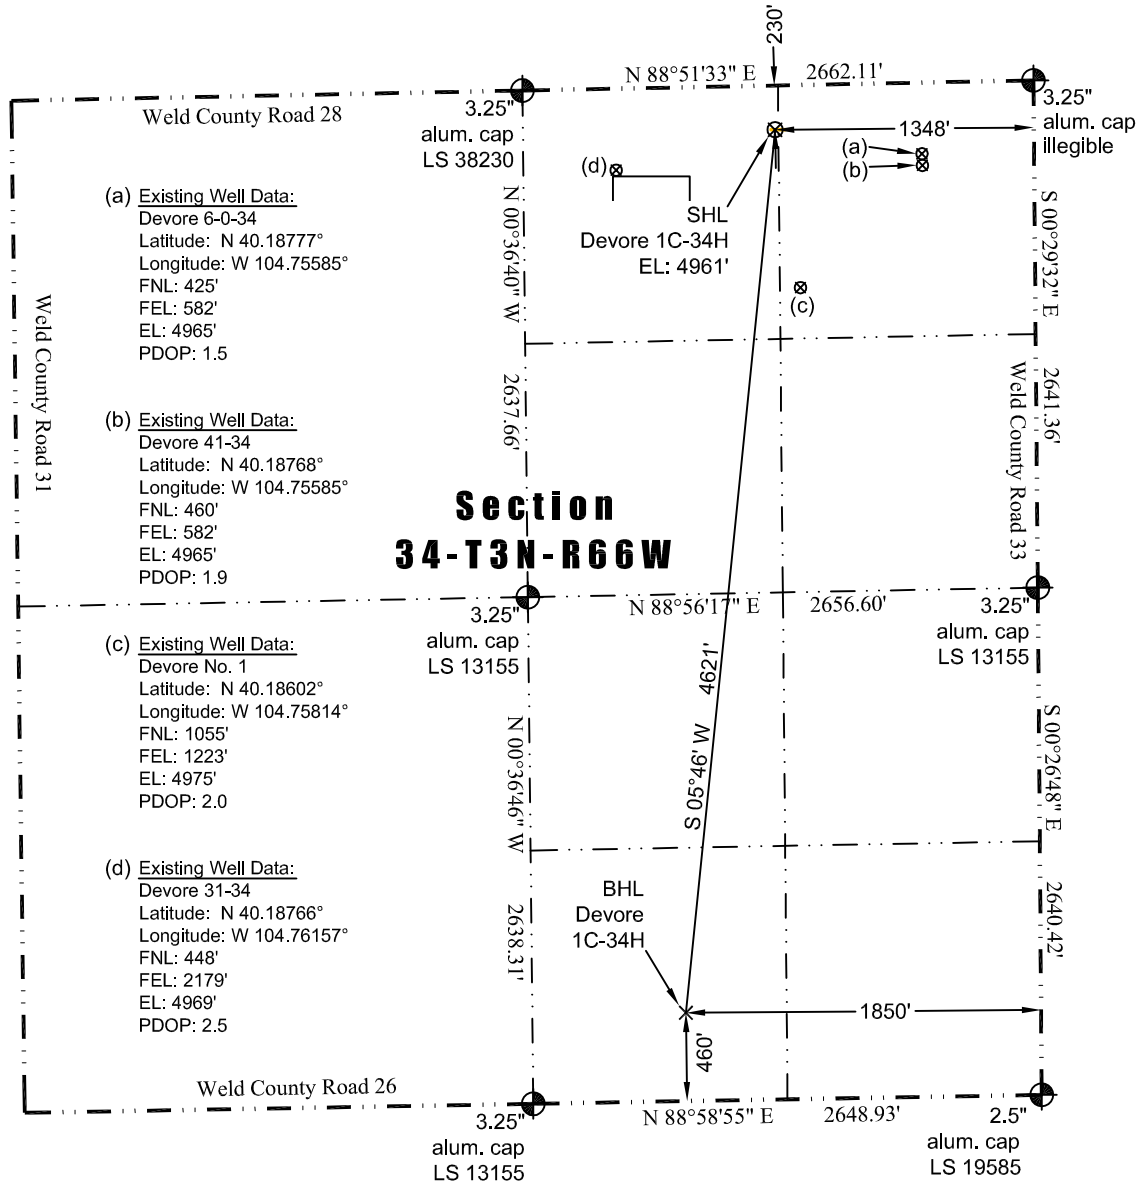 230'
N 88°51'33" E
2662.11'
Weld County Road 28
3.25"
alum. cap
LS 38230
3.25"
alum. cap
illegible
1348'
(a)
(b)
(d)
SHL
Devore 1C-34H
EL: 4961'
(c)
N 00°36'40" W
2637.66'
S 00°29'32" E
2641.36'
Weld County Road 33
Weld County Road 31
(a) Existing Well Data:
Devore 6-0-34
Latitude: N 40.18777°
Longitude: W 104.75585°
FNL: 425'
FEL: 582'
EL: 4965'
PDOP: 1.5
(b) Existing Well Data:
Devore 41-34
Latitude: N 40.18768°
Longitude: W 104.75585°
FNL: 460'
FEL: 582'
EL: 4965'
PDOP: 1.9
Section
34-T3N-R66W
3.25"
alum. cap
LS 13155
N 88°56'17" E
2656.60'
3.25"
alum. cap
LS 13155
(c) Existing Well Data:
Devore No. 1
Latitude: N 40.18602°
Longitude: W 104.75814°
FNL: 1055'
FEL: 1223'
EL: 4975'
PDOP: 2.0
S 05°46' W
4621'
N 00°36'46" W
2638.31'
S 00°26'48" E
2640.42'
(d) Existing Well Data:
Devore 31-34
Latitude: N 40.18766°
Longitude: W 104.76157°
FNL: 448'
FEL: 2179'
EL: 4969'
PDOP: 2.5
BHL
Devore
1C-34H
1850'
460'
Weld County Road 26
3.25"
alum. cap
LS 13155
N 88°58'55" E
2648.93'
2.5"
alum. cap
LS 19585